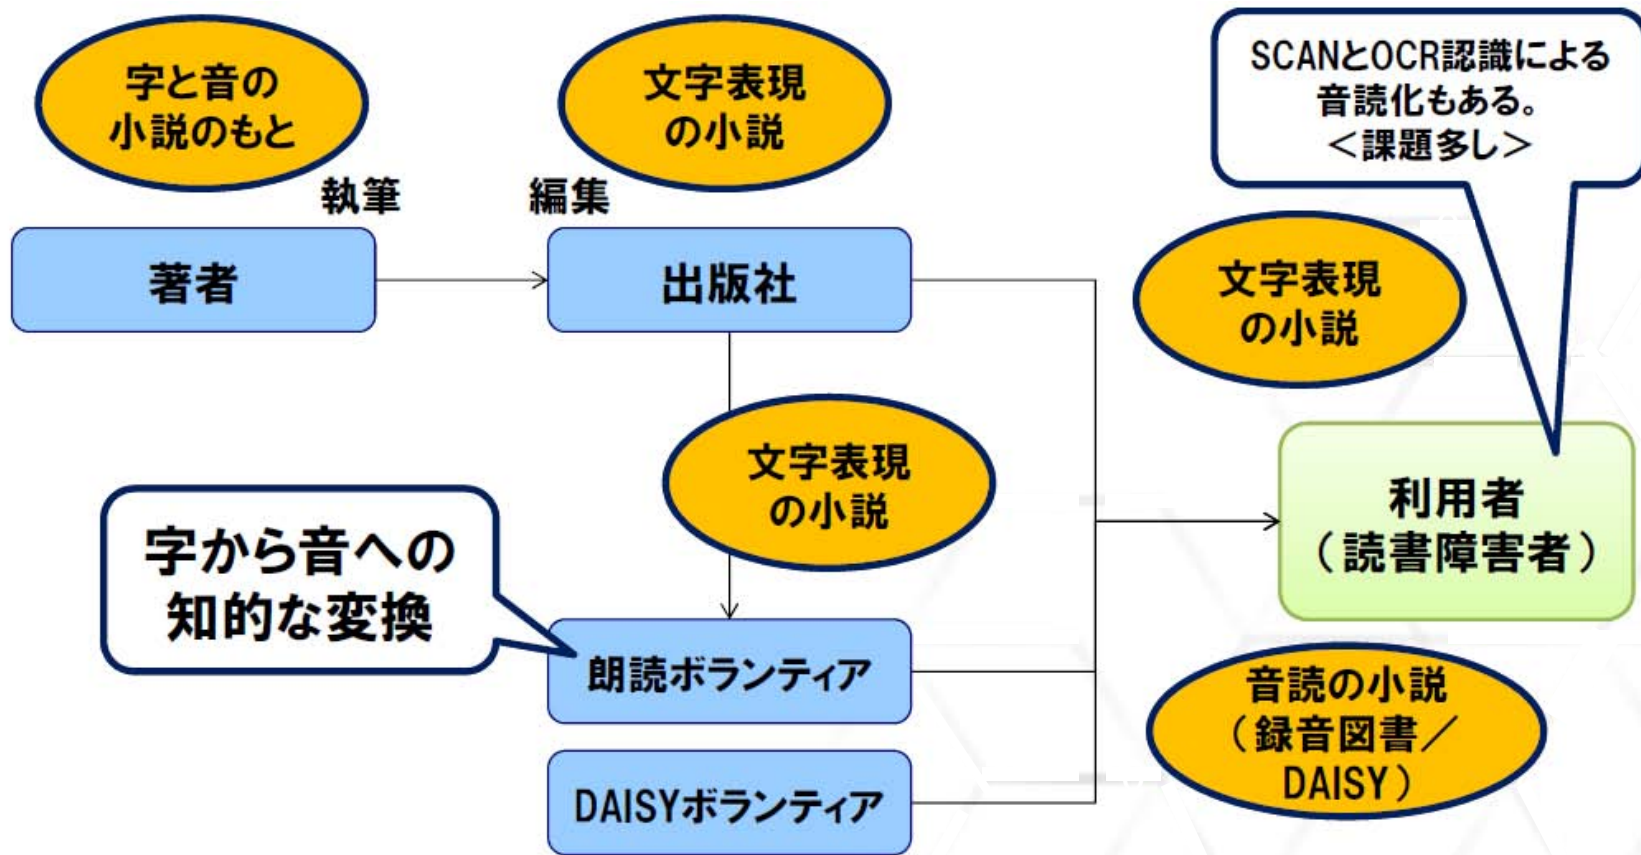 字と音の
小説のもと
文字表現
の小説
SCANとOCR認識による
音読化もある。
＜課題多し＞
執筆
編集
著者
出版社
文字表現
の小説
文字表現
の小説
字から音への
知的な変換
利用者
（読書障害者）
朗読ボランティア
音読の小説
（録音図書／
DAISY）
DAISYボランティア